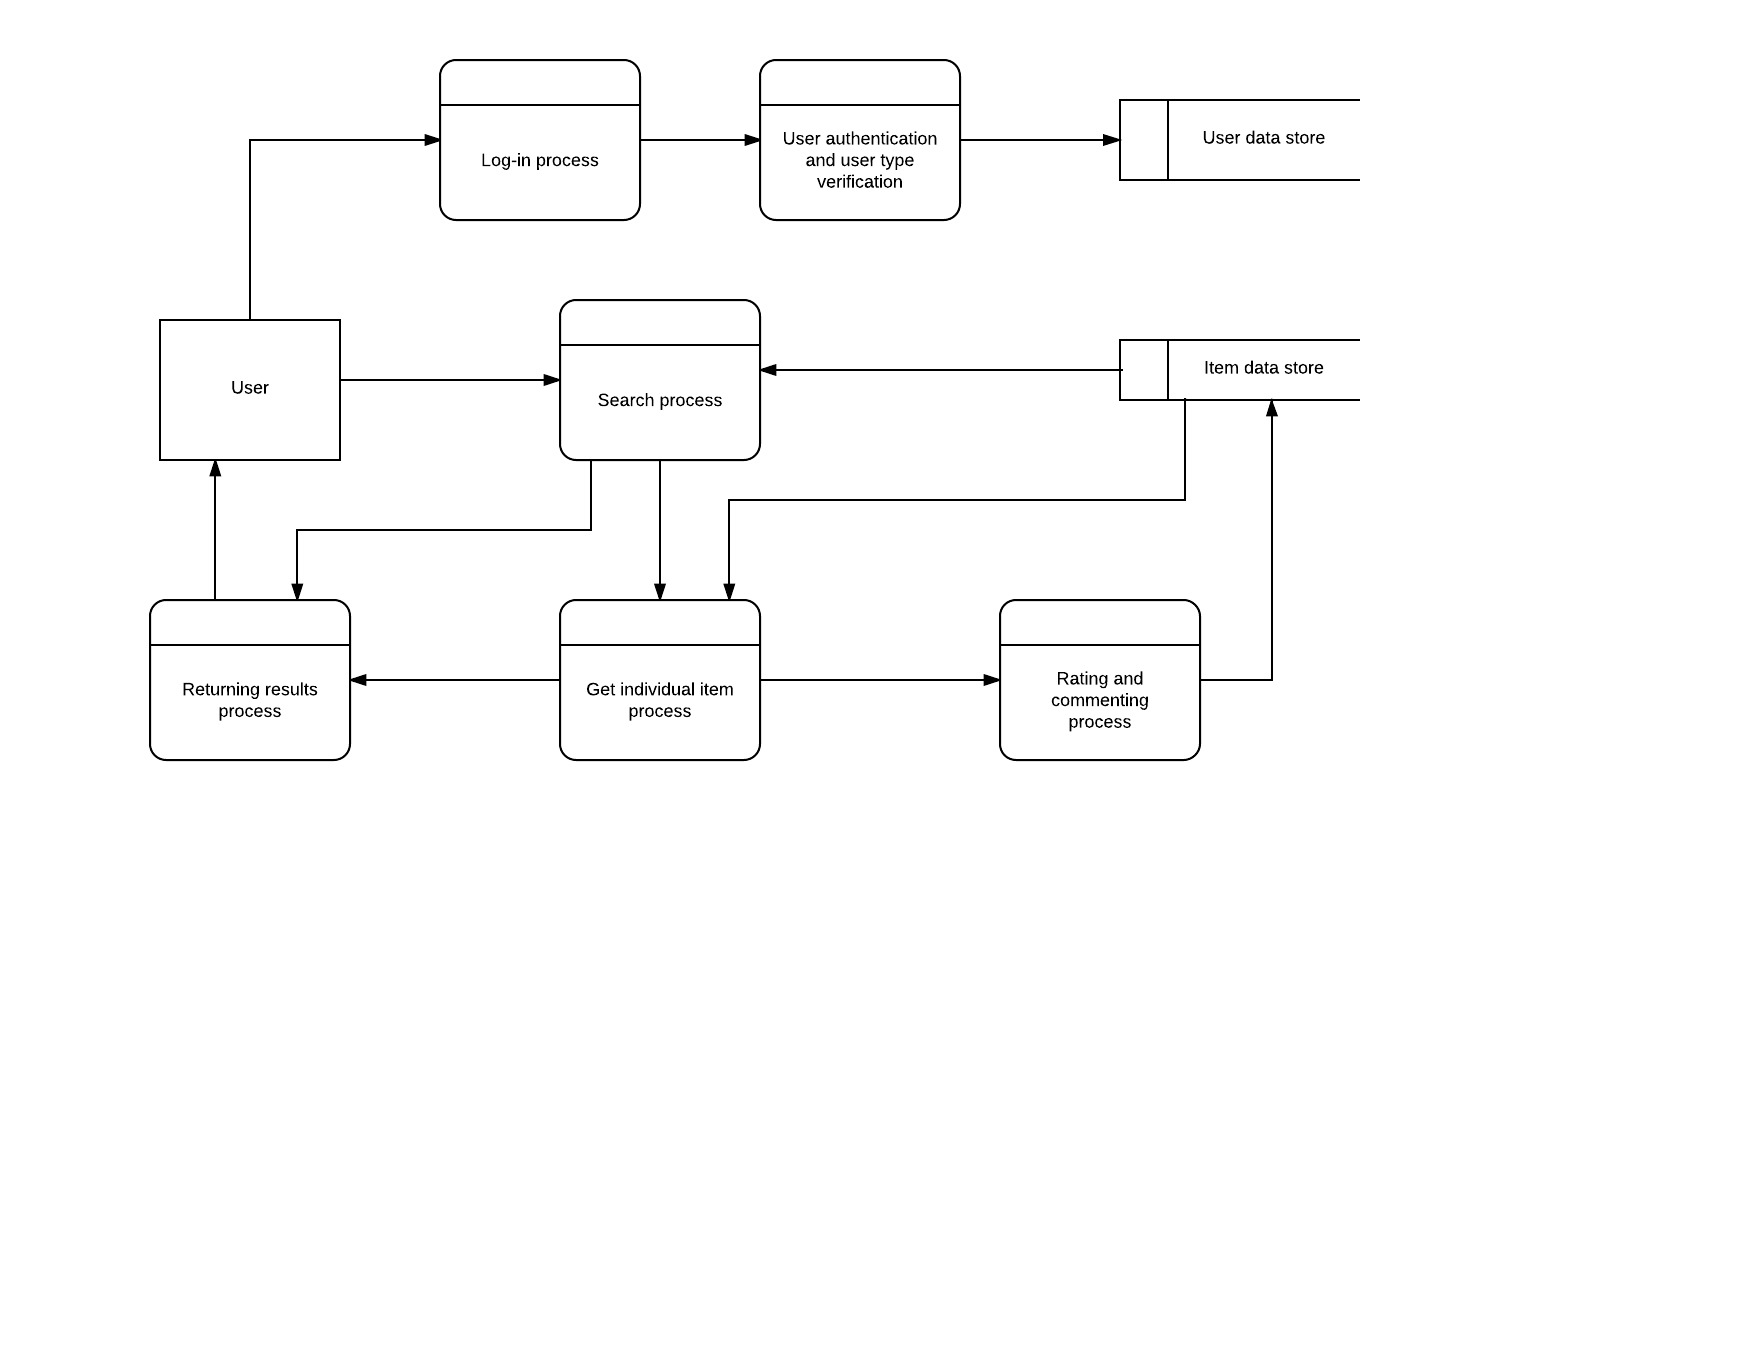 Log-in process
User authentication
and user type
verification
User data store
User
Search process
Item data store
Returning results
process
Get individual item
process
Rating and
commenting
process